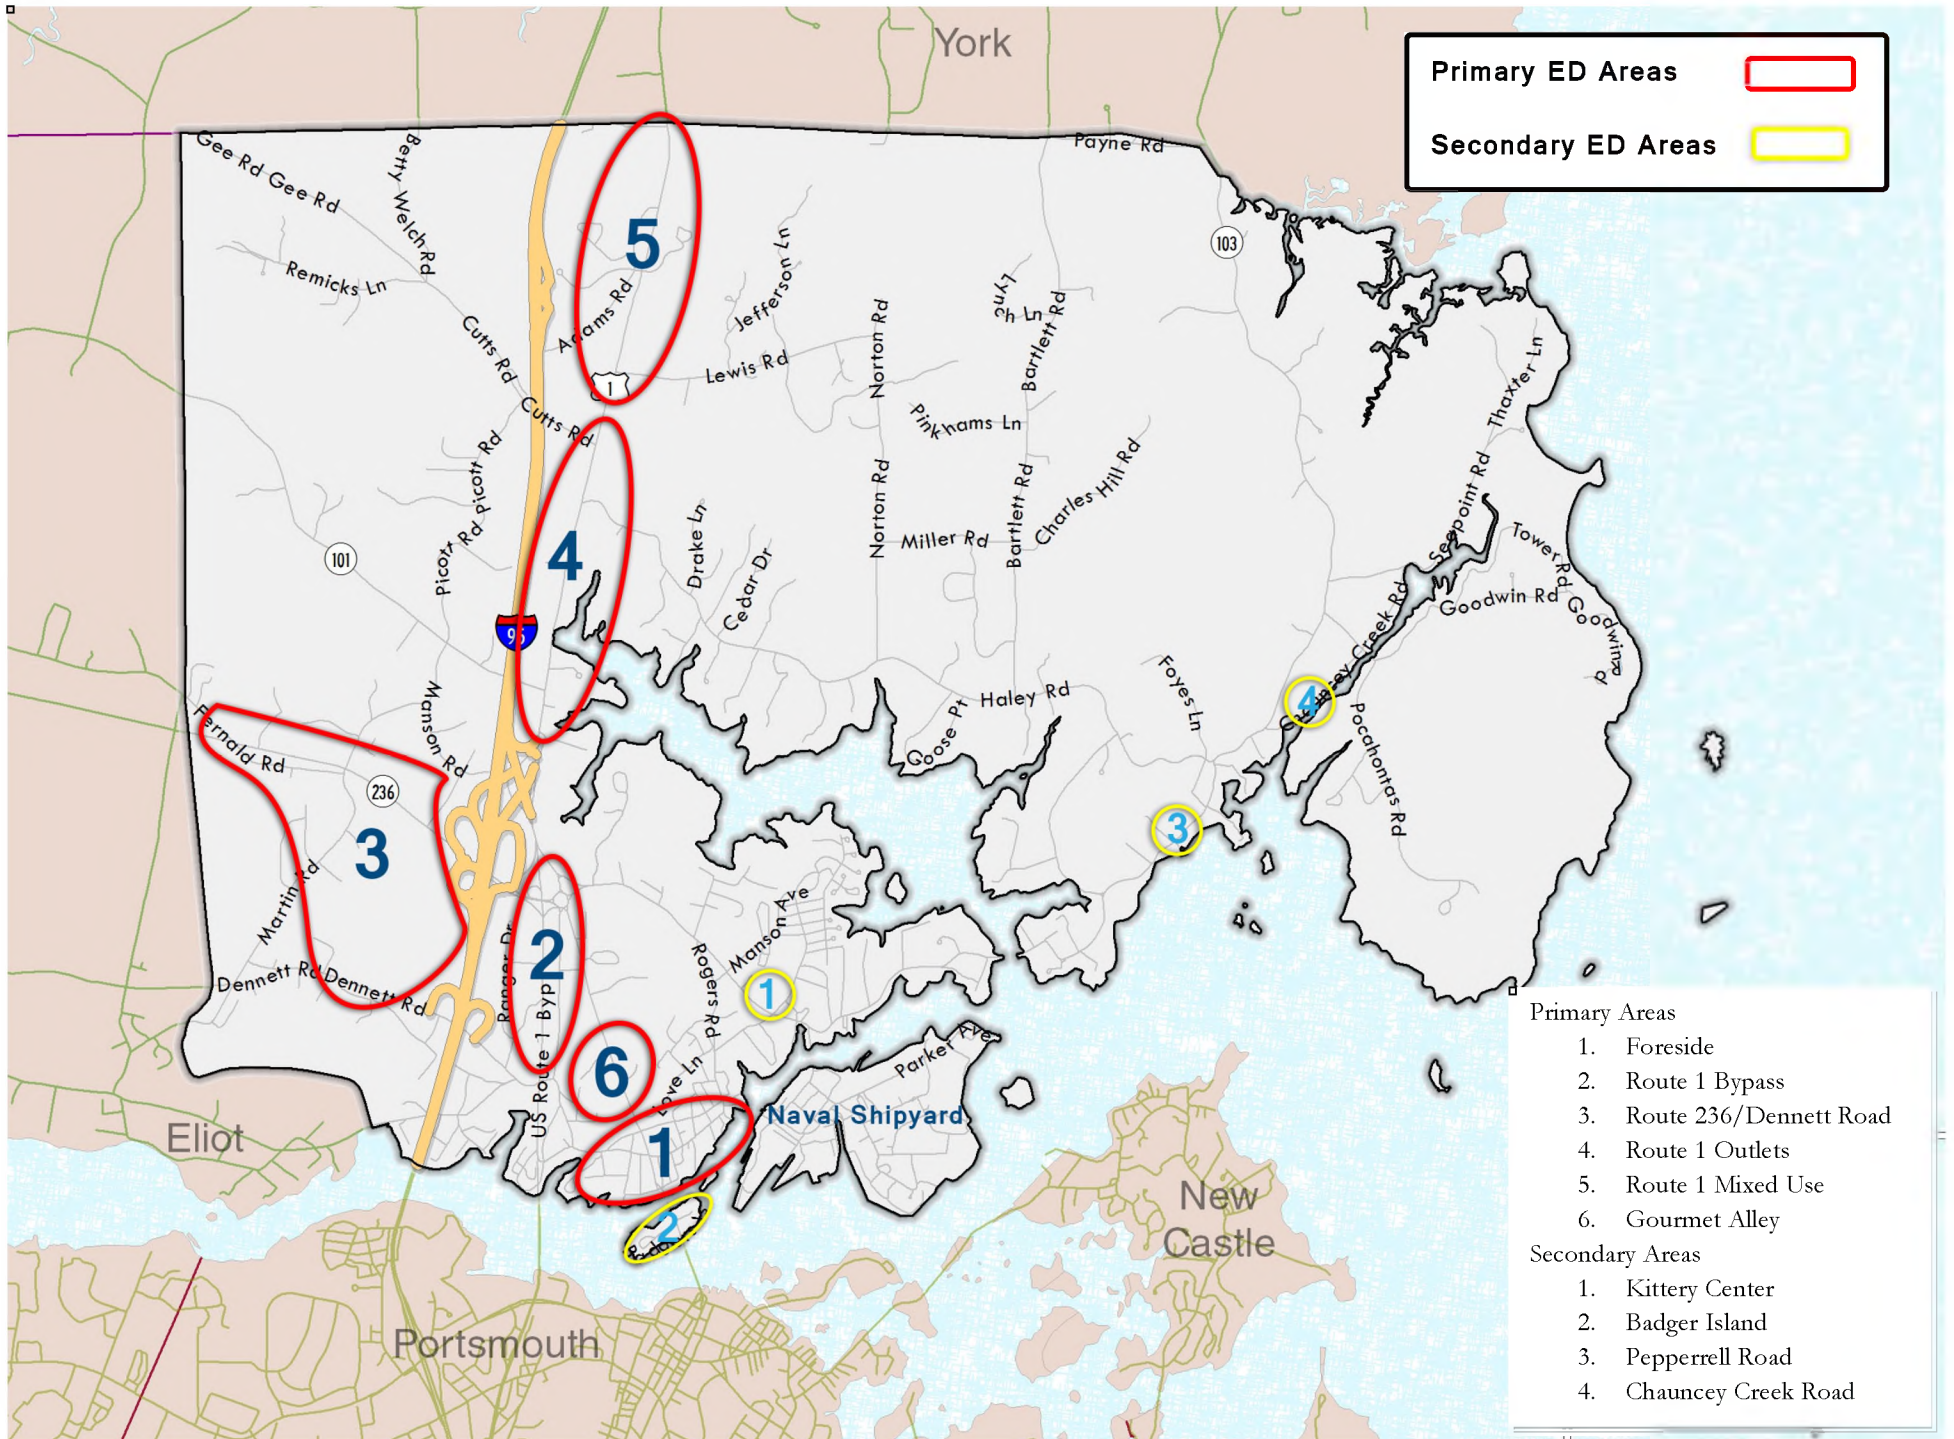 York
Primary ED Areas
Secondary ED Areas
Payne Rd
Gee Rd Gee Rd
Betty Welch Rd
103
5
Remicks Ln
Jefferson Ln
Adams Rd
Lynch Ln
Cutts Rd
Norton Rd
Bartlett Rd
Lewis Rd
1
Thaxter Ln
Cutts Rd
Pinkhams Ln
Picott Rd
Charles Hill Rd
Norton Rd
Bartlett Rd
Seapoint Rd
Drake Ln
Miller Rd
Tower Rd
101
Picott Rd
4
Cedar Dr
Goodwin Rd
Goodwin Rd
95
Chauncey Creek Rd
Foyes Ln
Haley Rd
4
Manson Rd
Goose Pt
Pocahontas Rd
Fernald Rd
236
3
3
Martin Rd
Manson Ave
2
Ranger Dr
Rogers Rd
1
Dennett Rd Dennett Rd
US Route 1 Byp
6
Love Ln
Parker Ave
Naval Shipyard
1
Eliot
2
New
Castle
Portsmouth
Primary Areas
1. Foreside
2. Route 1 Bypass
3. Route 236/Dennett Road
4. Route 1 Outlets
5. Route 1 Mixed Use
6. Gourmet Alley
Secondary Areas
1. Kittery Center
2. Badger Island
3. Pepperrell Road
4. Chauncey Creek Road